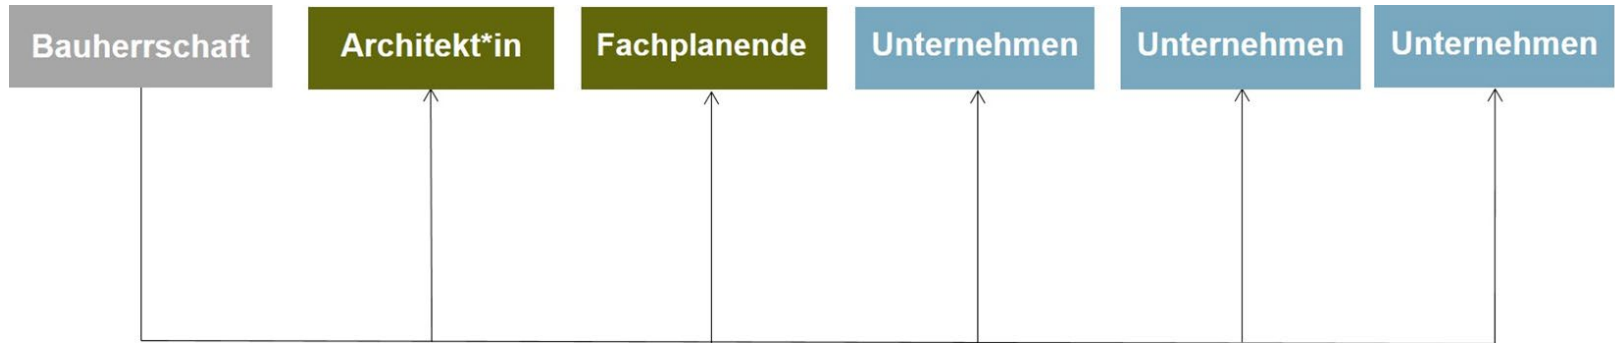 Bauherrschaft
Architekt*in
Fachplanende
Unternehmen
Unternehmen
Unternehmen